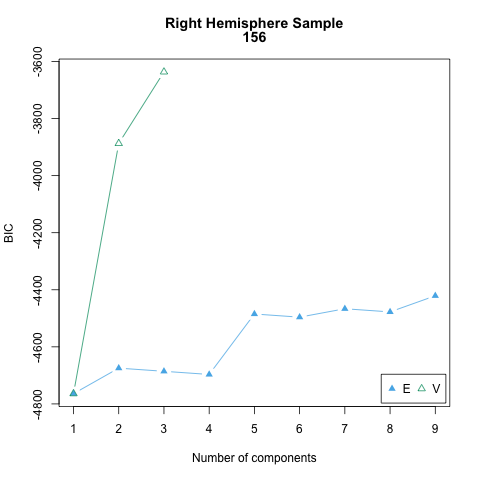 Right Hemisphere Sample
156
-3600
-3800
-4000
-4200
-4400
-4600
-4800
BIC
1 2 3 4 5 6 7 8 9
Number of components
E V